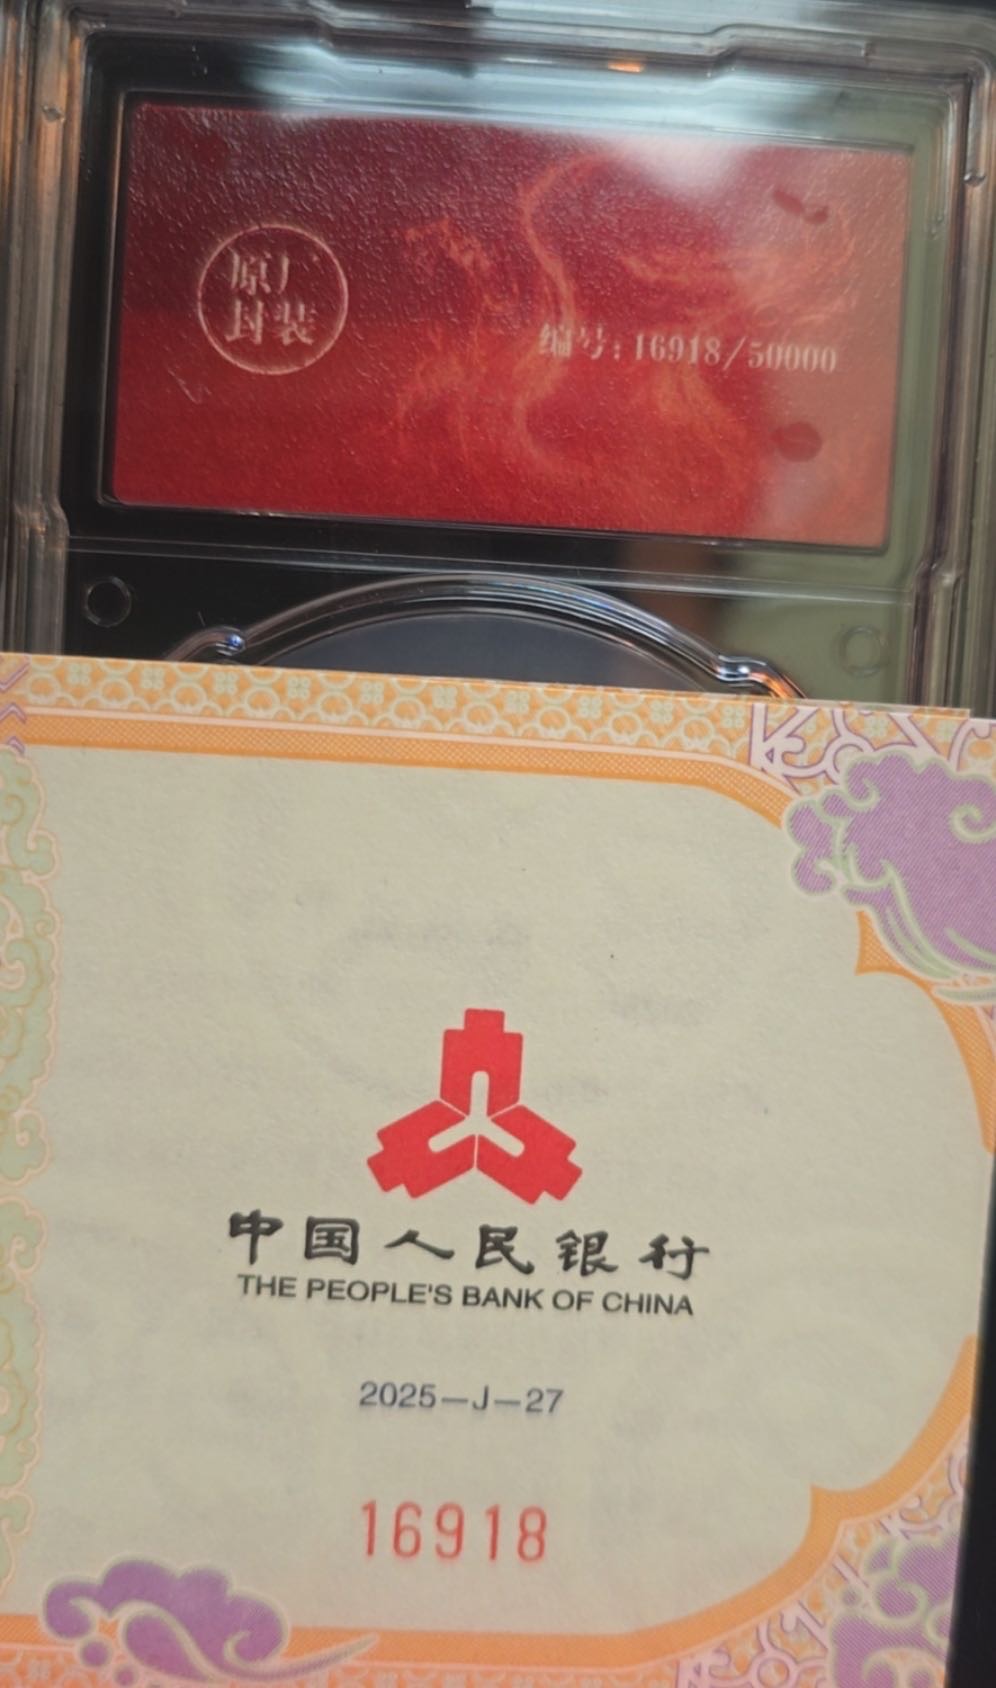 原厂
封装
编号:16918/50000
中国人民银行
THE PEOPLE'S BANK OF CHINA
2025—J—27
16918